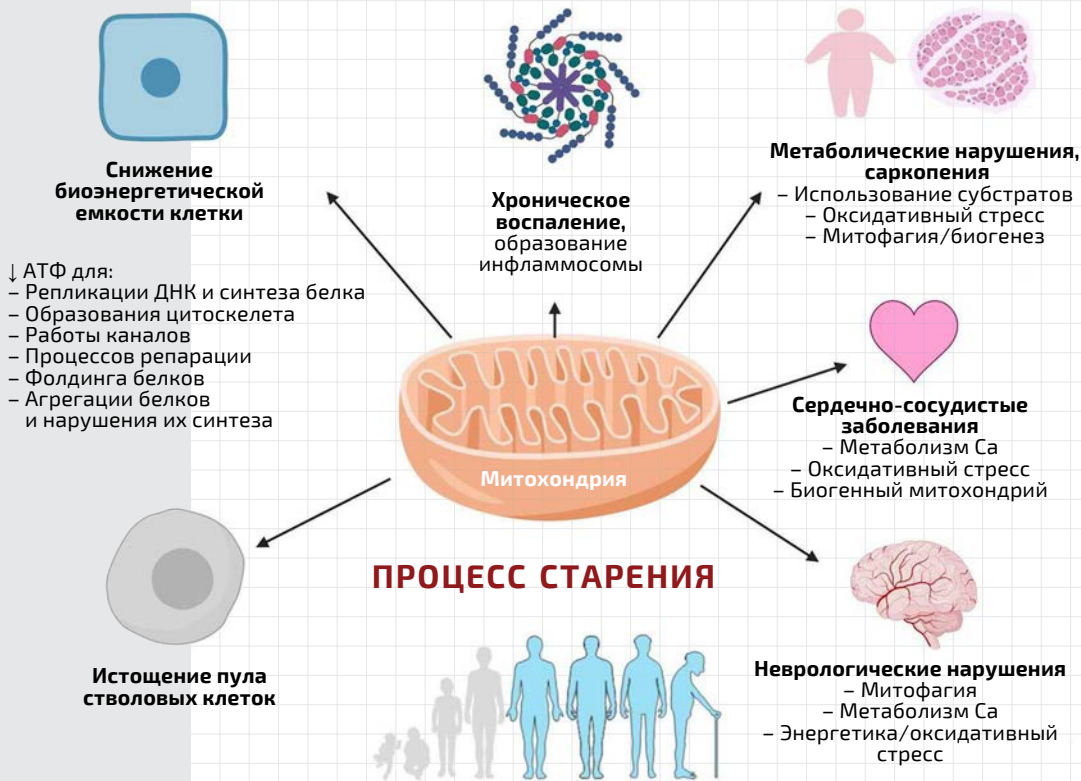 Снижение
биоэнергетической
емкости клетки
↓ АТФ для:
– Репликации ДНК и синтеза белка
– Образования цитоскелета
– Работы каналов
– Процессов репарации
– Фолдинга белков
– Агрегации белков
и нарушения их синтеза
Хроническое
воспаление,
образование
инфламмосомы
Метаболические нарушения,
саркопения
– Использование субстратов
– Оксидативный стресс
– Митофагия/биогенез
Сердечно-сосудистые
заболевания
– Метаболизм Ca
– Оксидативный стресс
– Биогенный митохондрий
Митохондрия
ПРОЦЕСС СТАРЕНИЯ
Истощение пула
стволовых клеток
Неврологические нарушения
– Митофагия
– Метаболизм Ca
– Энергетика/оксидативный
стресс